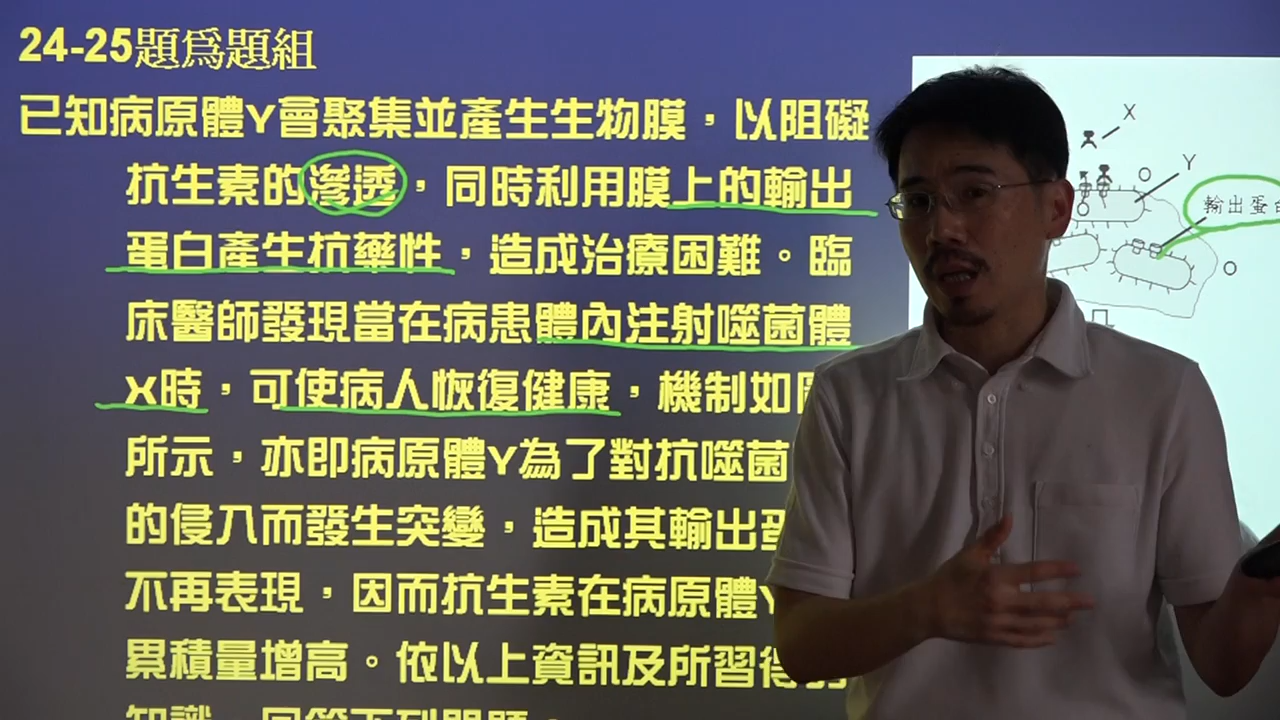 24-25題為題組
已知病原體Y會聚集並產生生物膜，以阻礙
抗生素的滲透，同時利用膜上的輸出
蛋白產生抗藥性，造成治療困難。臨
床醫師發現當在病患體內注射噬菌體
X時，可使病人恢復健康，機制如
所示，亦即病原體Y為了對抗噬菌
的侵入而發生突變，造成其輸出
不再表現，因而抗生素在病原體Y
累積量增高。依以上資訊及所習得
X
Y
輸出蛋